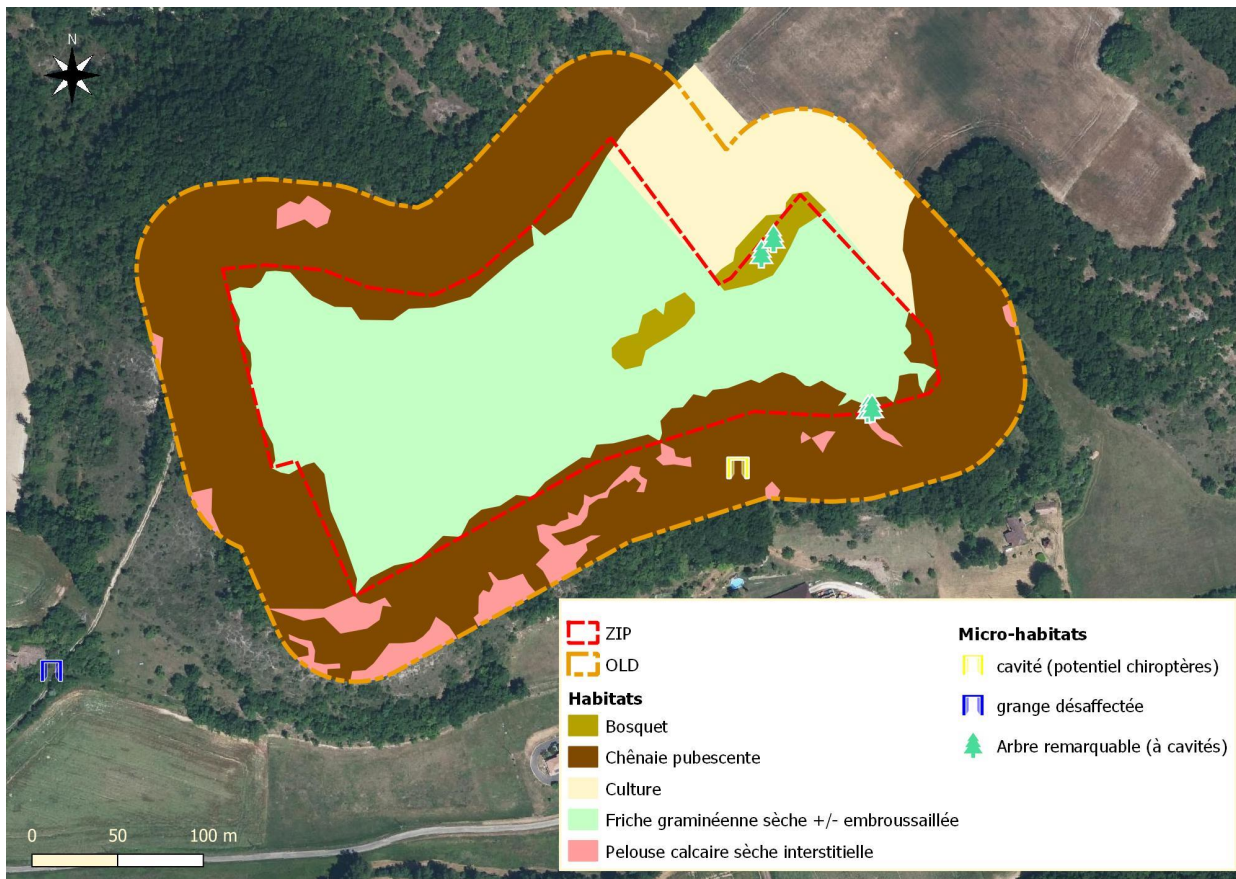 N
ZIP
OLD
Habitats
Bosquet
Chênaie pubescente
Culture
Friche graminéenne sèche +/- embroussaillée
Pelouse calcaire sèche interstitielle
Micro-habitats
cavité (potentiel chiroptères)
grange désaffectée
Arbre remarquable (à cavités)
0 50 100 m